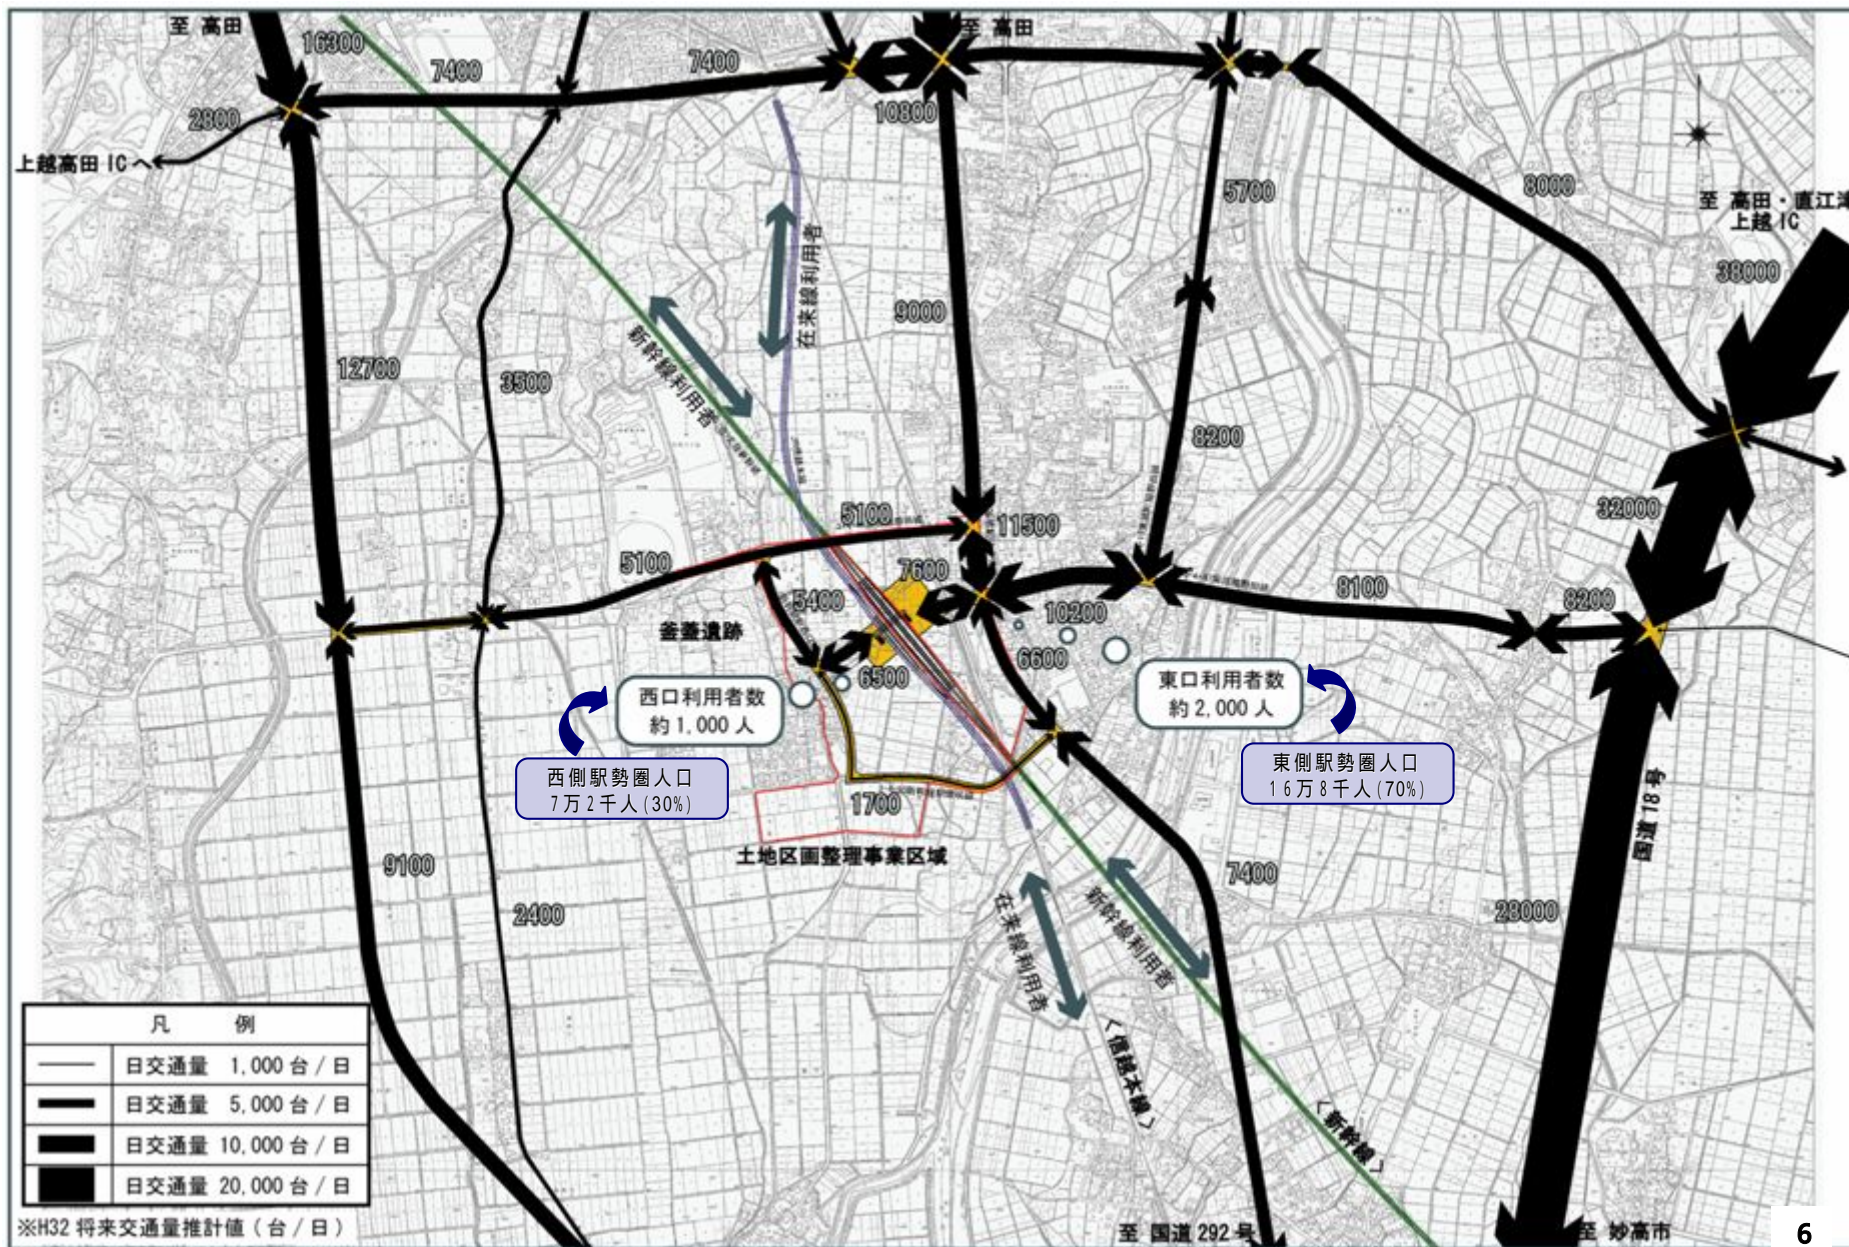 至 高田
至 高田
16300
7400
7400
10800
2800
上越高田 IC へ
5700
8000
至 高田・直江津
上越 IC
38000
在来線利用者
新幹線利用者
9000
12700
3500
8200
32000
5100
11500
5100
7600
8100
8200
5400
10200
釜蓋遺跡
6600
6500
西口利用者数
約 1,000 人
東口利用者数
約 2,000 人
西側駅勢圏人口
7万2千人(30%)
東側駅勢圏人口
16万8千人(70%)
1700
国道 18 号
土地区画整理事業区域
9100
7400
2400
28000
在来線利用者
新幹線利用者
<信越本線>
<新幹線>
凡 例
日交通量 1,000 台 / 日
日交通量 5,000 台 / 日
日交通量 10,000 台 / 日
日交通量 20,000 台 / 日
※H32 将来交通量推計値 ( 台 / 日 )
至 国道 292 号
至 妙高市
6